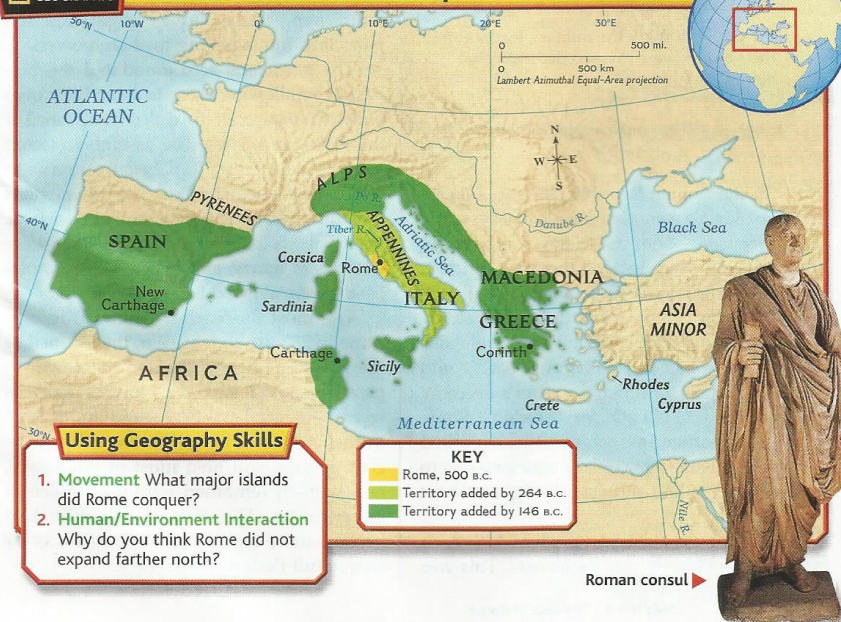 50°N
10°W
0°
10°E
20°E
30°E
0 500 mi.
0 500 km
Lambert Azimuthal Equal-Area projection
ATLANTIC
OCEAN
N
W E
S
ALPS
PYRENEES
Po R.
APPENNINES
Danube R.
40°N
Tiber R.
Adriatic Sea
Black Sea
SPAIN
Corsica
Rome
MACEDONIA
New
Carthage
Sardinia
ITALY
ASIA
MINOR
GREECE
Carthage
Sicily
Corinth
AFRICA
Rhodes
Crete
Cyprus
Mediterranean Sea
30°N
Nile R.
Using Geography Skills
1. Movement What major islands
did Rome conquer?
2. Human/Environment Interaction
Why do you think Rome did not
expand farther north?
KEY
Rome, 500 B.C.
Territory added by 264 B.C.
Territory added by 146 B.C.
Roman consul